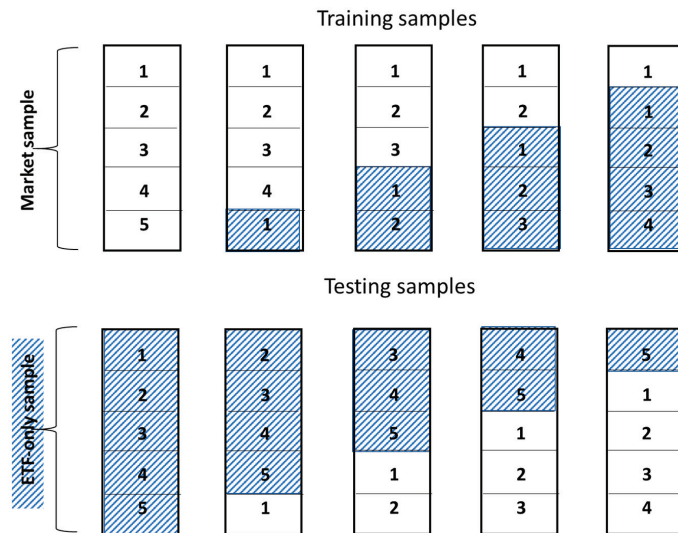 Training samples
Market sample
1 1 1 1 1
2 2 2 2 1
3 3 3 1 2
4 4 1 2 3
5 1 2 3 4
Testing samples
ETF-only sample
1 2 3 4 5
2 3 4 5 1
3 4 5 1 2
4 5 1 2 3
5 1 2 3 4